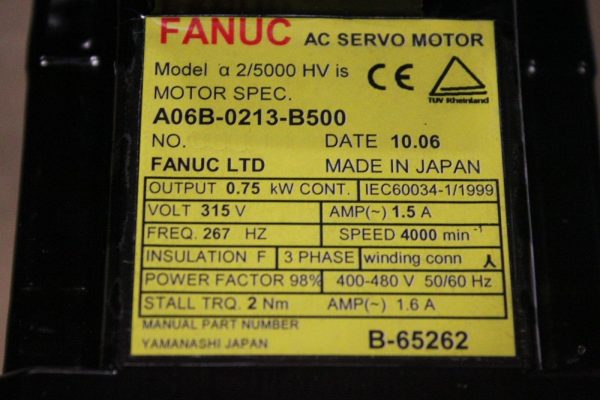 FANUC AC SERVO MOTOR
Model α 2/5000 HV is
MOTOR SPEC.
A06B-0213-B500
NO. DATE 10.06
FANUC LTD MADE IN JAPAN
OUTPUT 0.75 kW CONT. IEC60034-1/1999
VOLT 315 V AMP(~) 1.5 A
FREQ. 267 HZ SPEED 4000 min⁻¹
INSULATION F 3 PHASE winding conn
POWER FACTOR 98% 400-480 V 50/60 Hz
STALL TRQ. 2 Nm AMP(~) 1.6 A
MANUAL PART NUMBER
YAMANASHI JAPAN B-65262
CE
TUV Rheinland